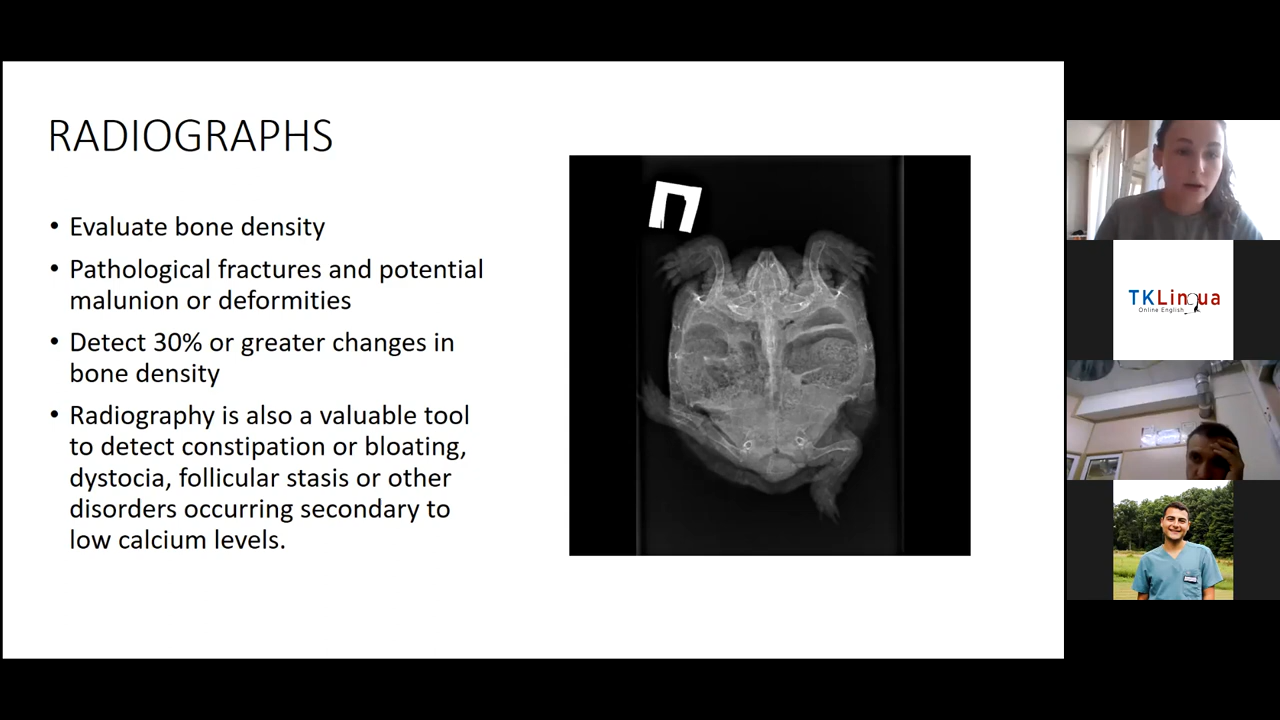 RADIOGRAPHS
• Evaluate bone density
• Pathological fractures and potential
malunion or deformities
• Detect 30% or greater changes in
bone density
• Radiography is also a valuable tool
to detect constipation or bloating,
dystocia, follicular stasis or other
disorders occurring secondary to
low calcium levels.
П
TKLingua
Online English